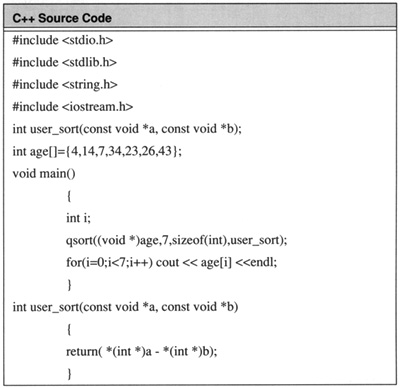 C++ Source Code
#include <stdio.h>
#include <stdlib.h>
#include <string.h>
#include <iostream.h>
int user_sort(const void *a, const void *b);
int age[]={4,14,7,34,23,26,43};
void main()
{
int i;
qsort((void *)age,7,sizeof(int),user_sort);
for(i=0;i<7;i++) cout << age[i] <<endl;
}
int user_sort(const void *a, const void *b)
{
return( *(int *)a - *(int *)b);
}